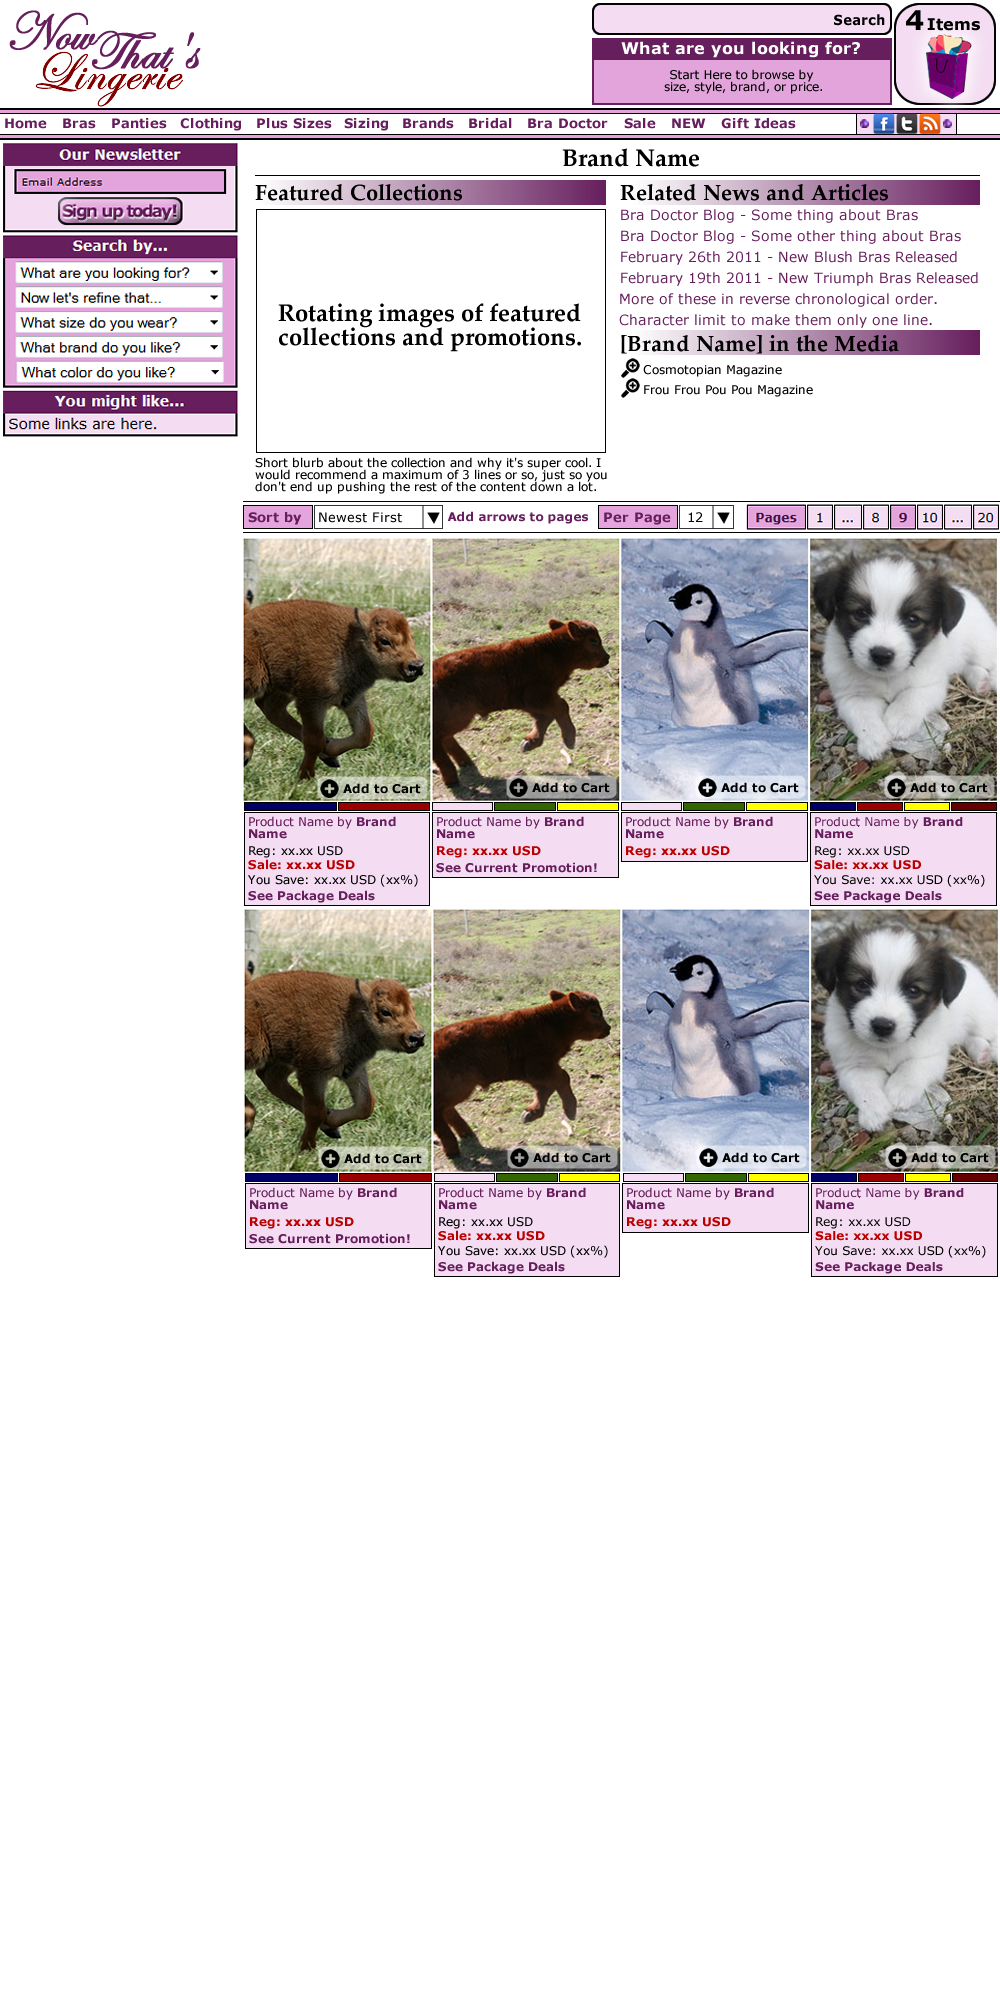 Now That's
Lingerie
Search
4 Items
What are you looking for?
Start Here to browse by
size, style, brand, or price.
Home Bras Panties Clothing Plus Sizes Sizing Brands Bridal Bra Doctor Sale NEW Gift Ideas
Our Newsletter
Email Address
Sign up today!
Search by...
What are you looking for?
Now let's refine that...
What size do you wear?
What brand do you like?
What color do you like?
You might like...
Some links are here.
Brand Name
Featured Collections
Rotating images of featured
collections and promotions.
Short blurb about the collection and why it's super cool. I
would recommend a maximum of 3 lines or so, just so you
don't end up pushing the rest of the content down a lot.
Related News and Articles
Bra Doctor Blog - Some thing about Bras
Bra Doctor Blog - Some other thing about Bras
February 26th 2011 - New Blush Bras Released
February 19th 2011 - New Triumph Bras Released
More of these in reverse chronological order.
Character limit to make them only one line.
[Brand Name] in the Media
Cosmotopian Magazine
Frou Frou Pou Pou Magazine
Sort by Newest First Add arrows to pages Per Page 12 Pages 1 ... 8 9 10 ... 20
Add to Cart
Product Name by Brand
Name
Reg: xx.xx USD
Sale: xx.xx USD
You Save: xx.xx USD (xx%)
See Package Deals
Add to Cart
Product Name by Brand
Name
Reg: xx.xx USD
See Current Promotion!
Add to Cart
Product Name by Brand
Name
Reg: xx.xx USD
Add to Cart
Product Name by Brand
Name
Reg: xx.xx USD
Sale: xx.xx USD
You Save: xx.xx USD (xx%)
See Package Deals
Add to Cart
Product Name by Brand
Name
Reg: xx.xx USD
See Current Promotion!
Add to Cart
Product Name by Brand
Name
Reg: xx.xx USD
Sale: xx.xx USD
You Save: xx.xx USD (xx%)
See Package Deals
Add to Cart
Product Name by Brand
Name
Reg: xx.xx USD
Add to Cart
Product Name by Brand
Name
Reg: xx.xx USD
Sale: xx.xx USD
You Save: xx.xx USD (xx%)
See Package Deals